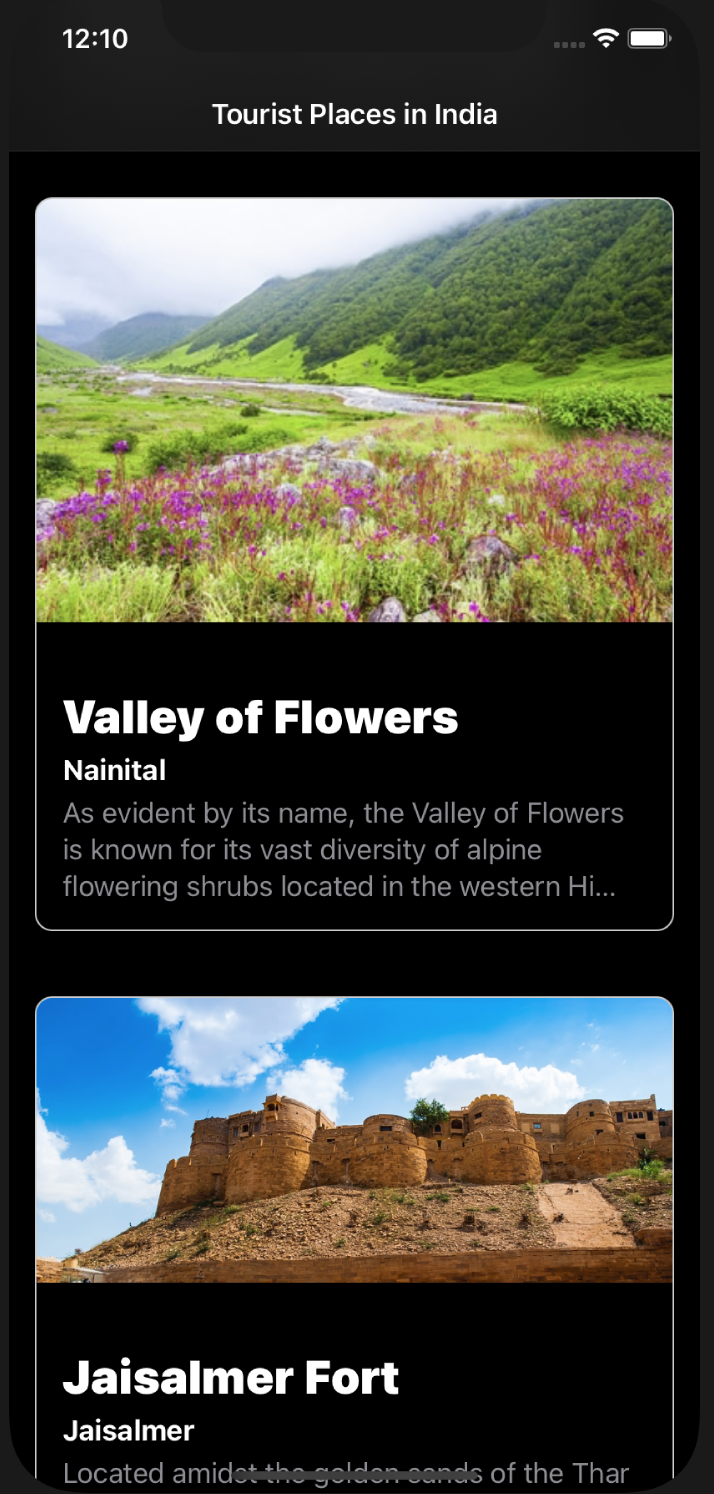 12:10
Tourist Places in India
Valley of Flowers
Nainital
As evident by its name, the Valley of Flowers
is known for its vast diversity of alpine
flowering shrubs located in the western Hi...
Jaisalmer Fort
Jaisalmer
Located amidst the golden sands of the Thar